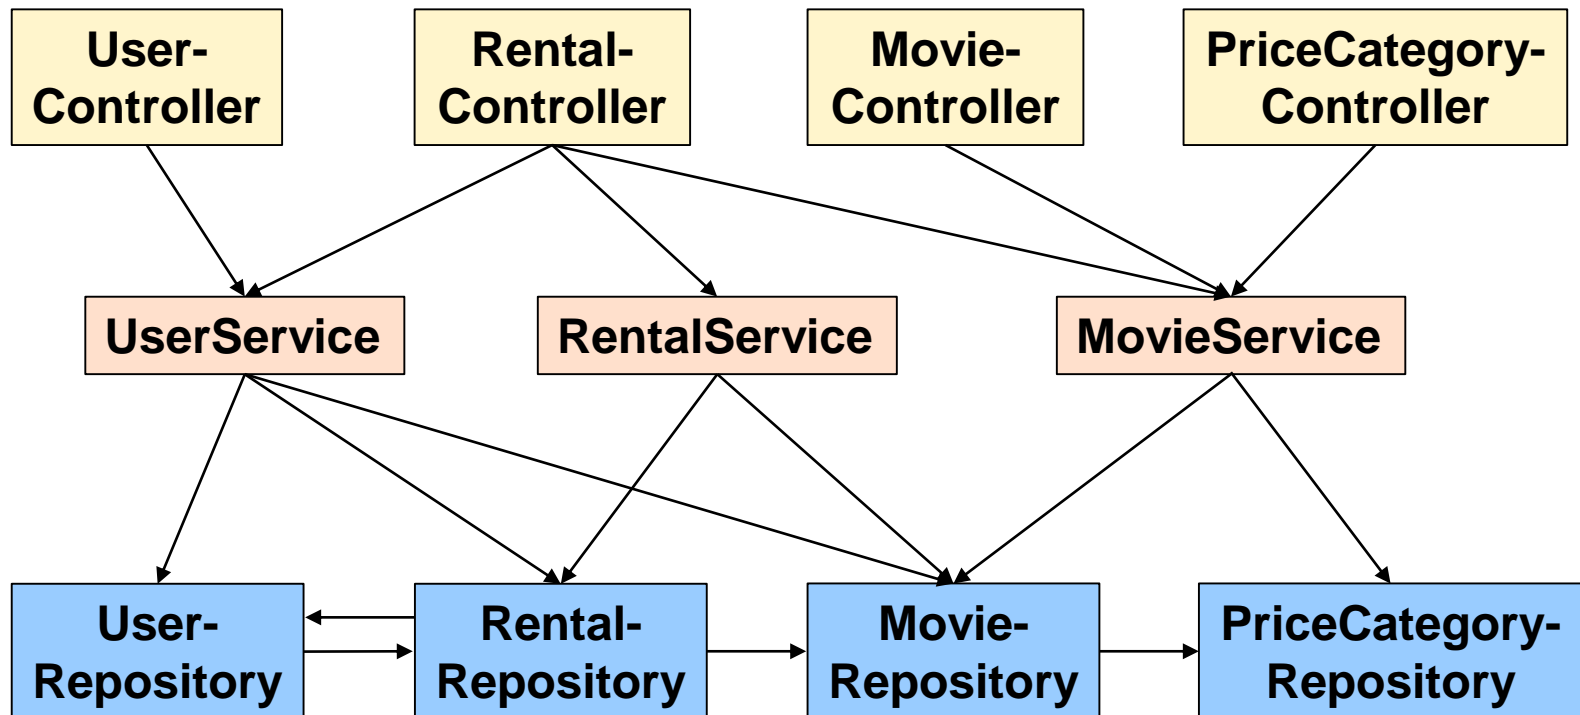 User-
Controller
Rental-
Controller
Movie-
Controller
PriceCategory-
Controller
UserService
RentalService
MovieService
User-
Repository
Rental-
Repository
Movie-
Repository
PriceCategory-
Repository